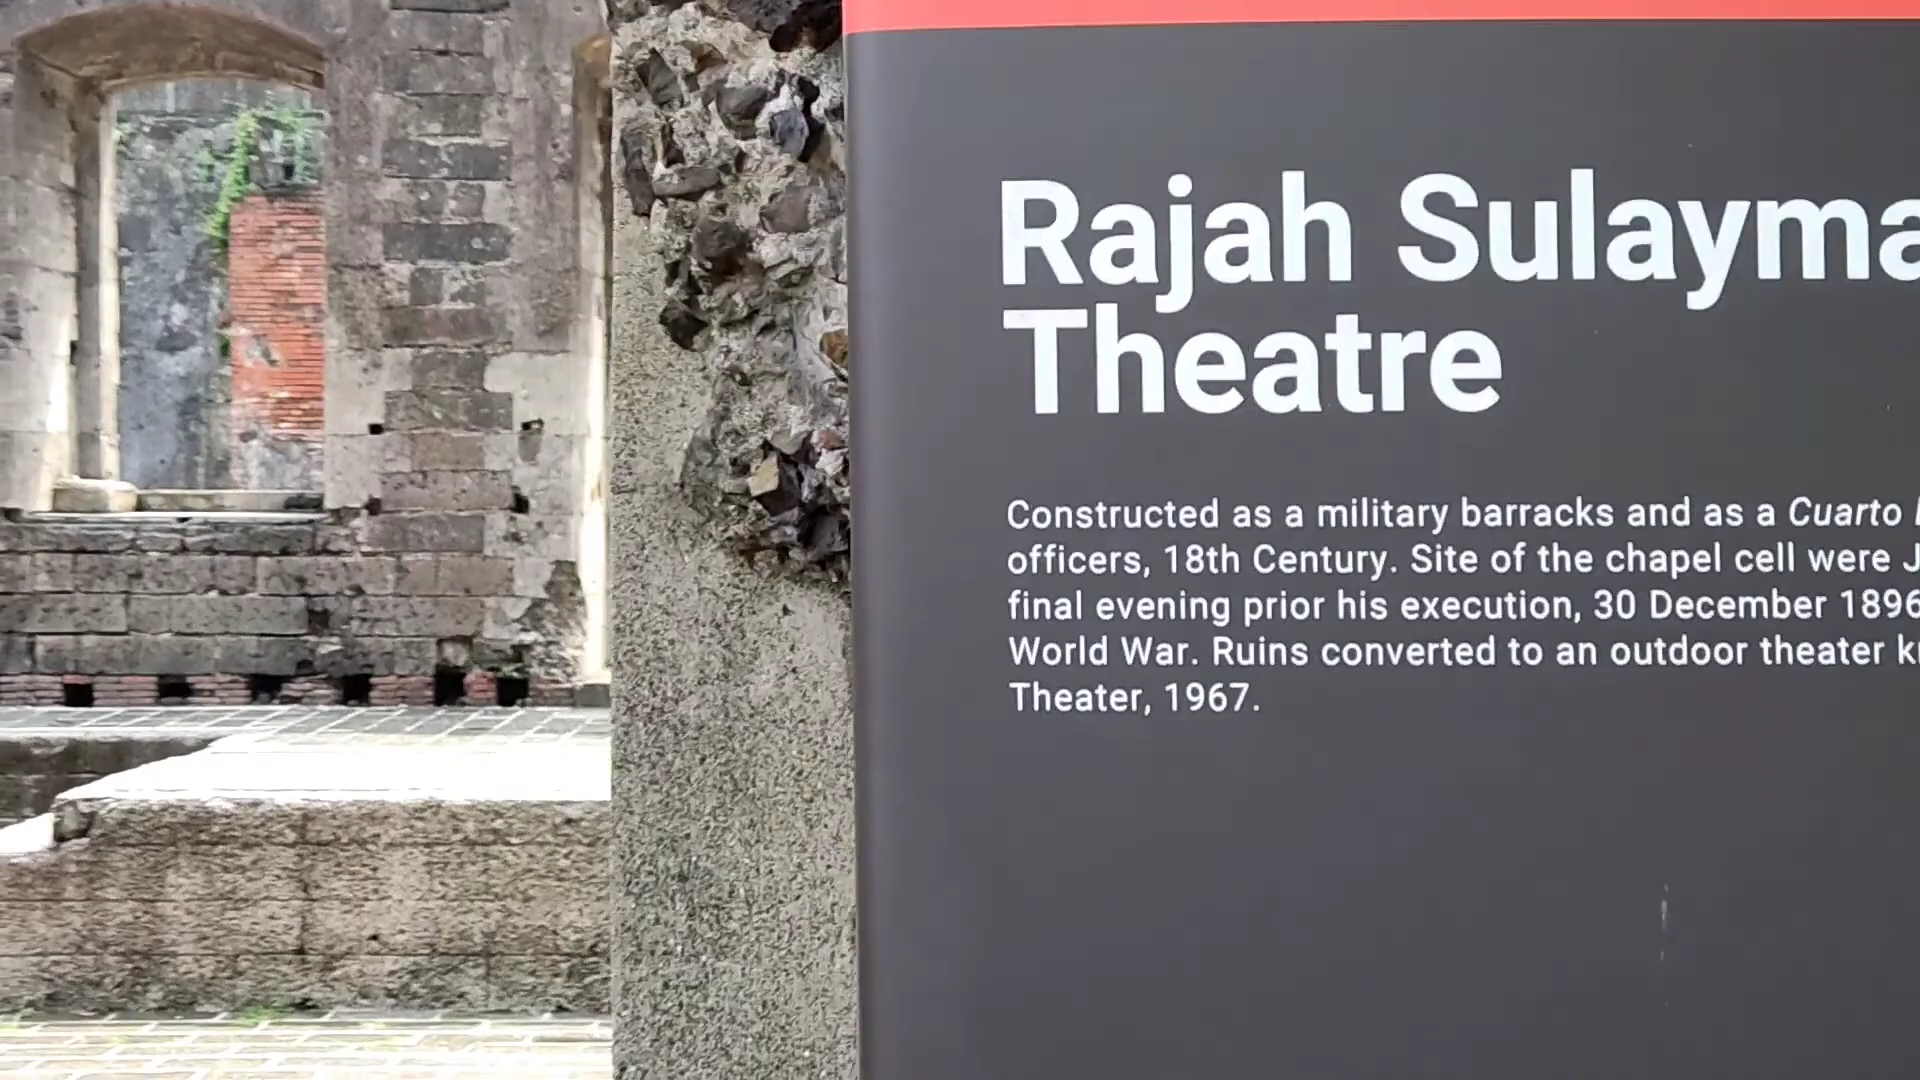 Rajah Sulayma
Theatre
Constructed as a military barracks and as a Cuarto
officers, 18th Century. Site of the chapel cell were J
final evening prior his execution, 30 December 1896
World War. Ruins converted to an outdoor theater k
Theater, 1967.